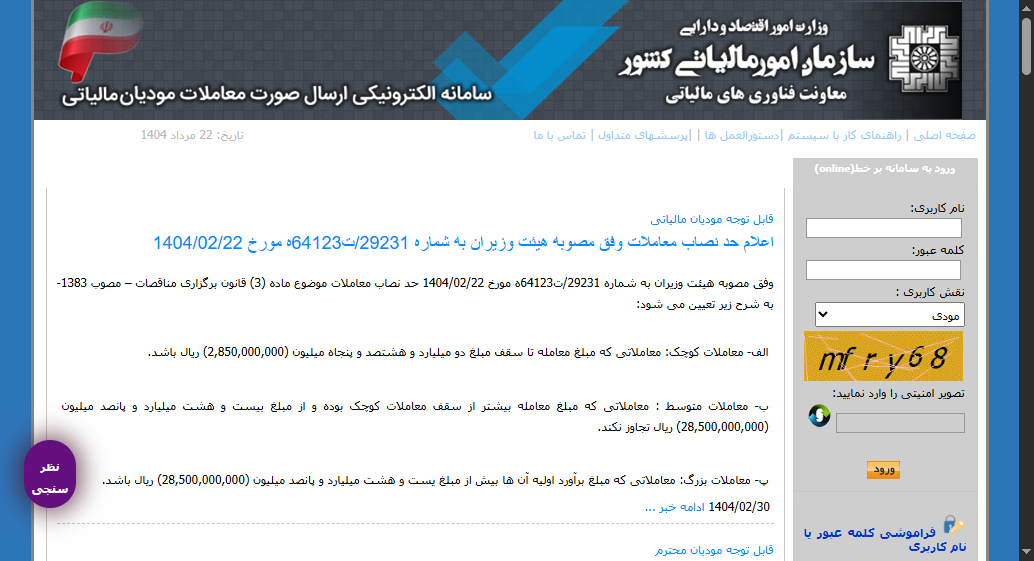 وزارت امور اقتصاد و دارایی
سازمان امور مالیاتی کشور
معاونت فناوری های مالیاتی
سامانه الکترونیکی ارسال صورت معاملات مودیان مالیاتی
صفحه اصلی | راهنمای کار با سیستم |دستورالعمل ها | |پرسشهای متداول | تماس با ما
تاریخ: 22 مرداد 1404
ورود به سامانه بر خط(online)
نام کاربری:
کلمه عبور:
نقش کاربری :
مودی
mfry68
تصویر امنیتی را وارد نمایید:
ورود
فراموشی کلمه عبور یا
نام کاربری
قابل توجه مودیان مالیاتی
اعلام حد نصاب معاملات وفق مصوبه هیئت وزیران به شماره 29231/ت64123ه مورخ 1404/02/22
وفق مصوبه هیئت وزیران به شماره 29231/ت64123ه مورخ 1404/02/22 حد نصاب معاملات موضوع ماده (3) قانون برگزاری مناقصات – مصوب 1383-
به شرح زیر تعیین می شود:
الف- معاملات کوچک: معاملاتی که مبلغ معامله تا سقف مبلغ دو میلیارد و هشتصد و پنجاه میلیون (2,850,000,000) ریال باشد.
ب- معاملات متوسط : معاملاتی که مبلغ معامله بیشتر از سقف معاملات کوچک بوده و از مبلغ بیست و هشت میلیارد و پانصد میلیون
(28,500,000,000) ریال تجاوز نکند.
پ- معاملات بزرگ: معاملاتی که مبلغ برآورد اولیه آن ها بیش از مبلغ یست و هشت میلیارد و پانصد میلیون (28,500,000,000) ریال باشد.
1404/02/30 ادامه خبر ...
قابل توجه مودیان محترم
نظر
سنجی